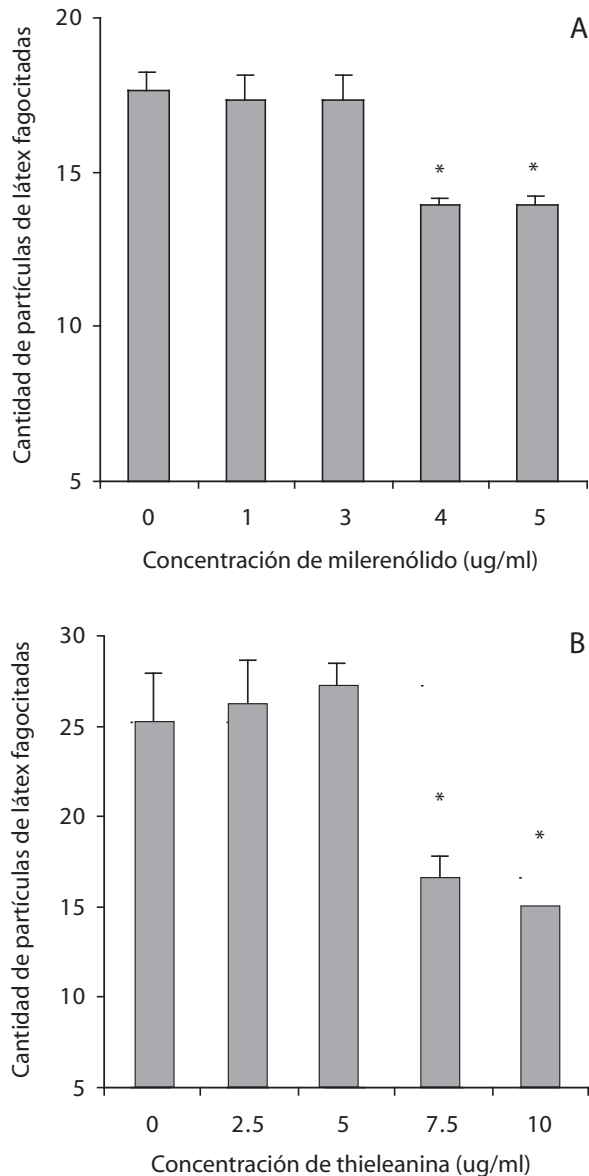 A
Cantidad de partículas de látex fagocitadas
20
15
10
5
* *
0 1 3 4 5
Concentración de milerenólido (ug/ml)
B
Cantidad de partículas de látex fagocitadas
30
25
20
15
5
*
*
0 2.5 5 7.5 10
Concentración de thieleanina (ug/ml)